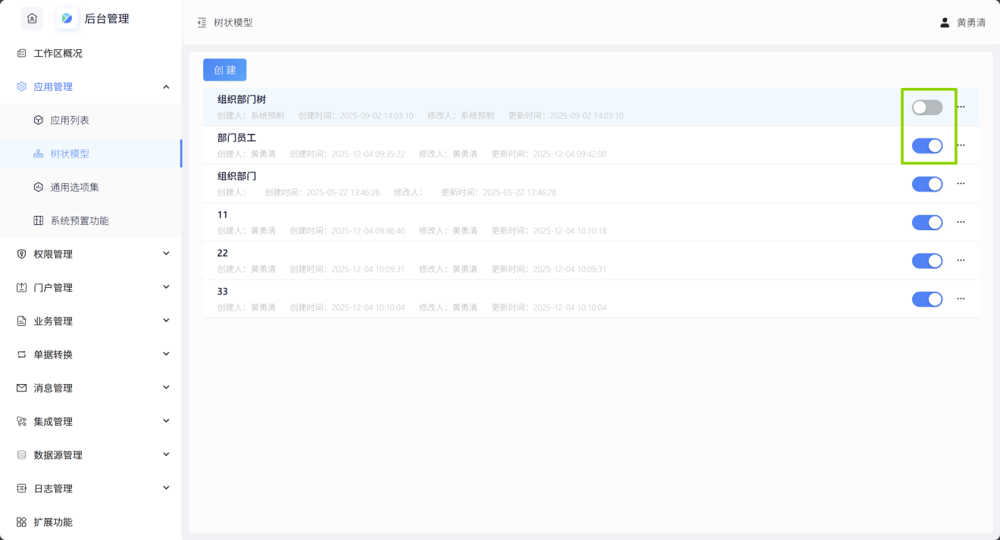 后台管理
树状模型
黄勇清
工作区概况
应用管理
应用列表
树状模型
通用选项集
系统预置功能
权限管理
门户管理
业务管理
单据转换
消息管理
集成管理
数据源管理
日志管理
扩展功能
创 建
组织部门树
创建人：系统预制 创建时间：2025-09-02 14:03:10 修改人：系统预制 更新时间：2025-09-02 14:03:10
部门员工
创建人：黄勇清 创建时间：2025-12-04 09:35:22 修改人：黄勇清 更新时间：2025-12-04 09:42:00
组织部门
创建人： 创建时间：2025-05-22 13:46:28 修改人： 更新时间：2025-05-22 13:46:28
11
创建人：黄勇清 创建时间：2025-12-04 09:46:40 修改人：黄勇清 更新时间：2025-12-04 10:10:18
22
创建人：黄勇清 创建时间：2025-12-04 10:09:31 修改人：黄勇清 更新时间：2025-12-04 10:09:31
33
创建人：黄勇清 创建时间：2025-12-04 10:10:04 修改人：黄勇清 更新时间：2025-12-04 10:10:04